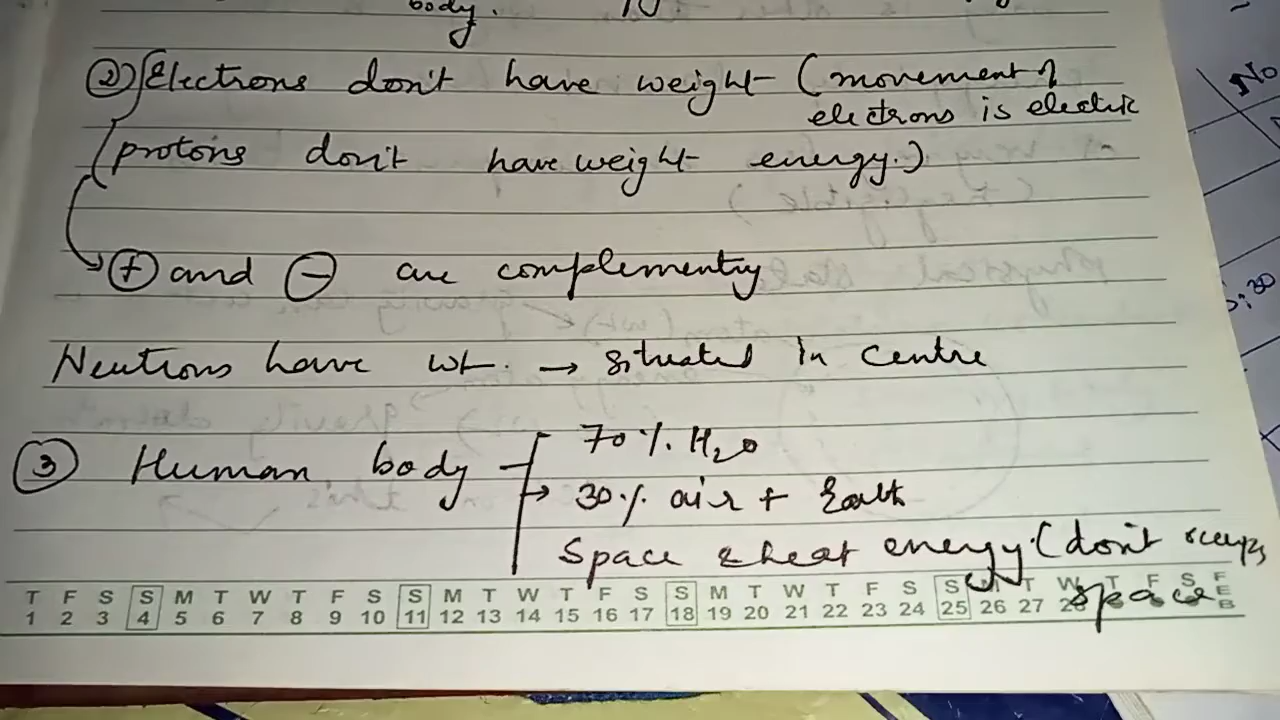 body.
② Electrons don't have weight (movement of
electrons is electric
(protons don't have weight energy.)
⊕ and ⊖ are complementry
Neutrons have wt. → situated in centre
③ Human body
70% H₂O
→ 30% air + Earth
Space & heat energy. (don't occupy
space
T F S S M T W T F S S M T W T F S S M T W T F S S M T W T F S FEB
1 2 3 4 5 6 7 8 9 10 11 12 13 14 15 16 17 18 19 20 21 22 23 24 25 26 27 28
No